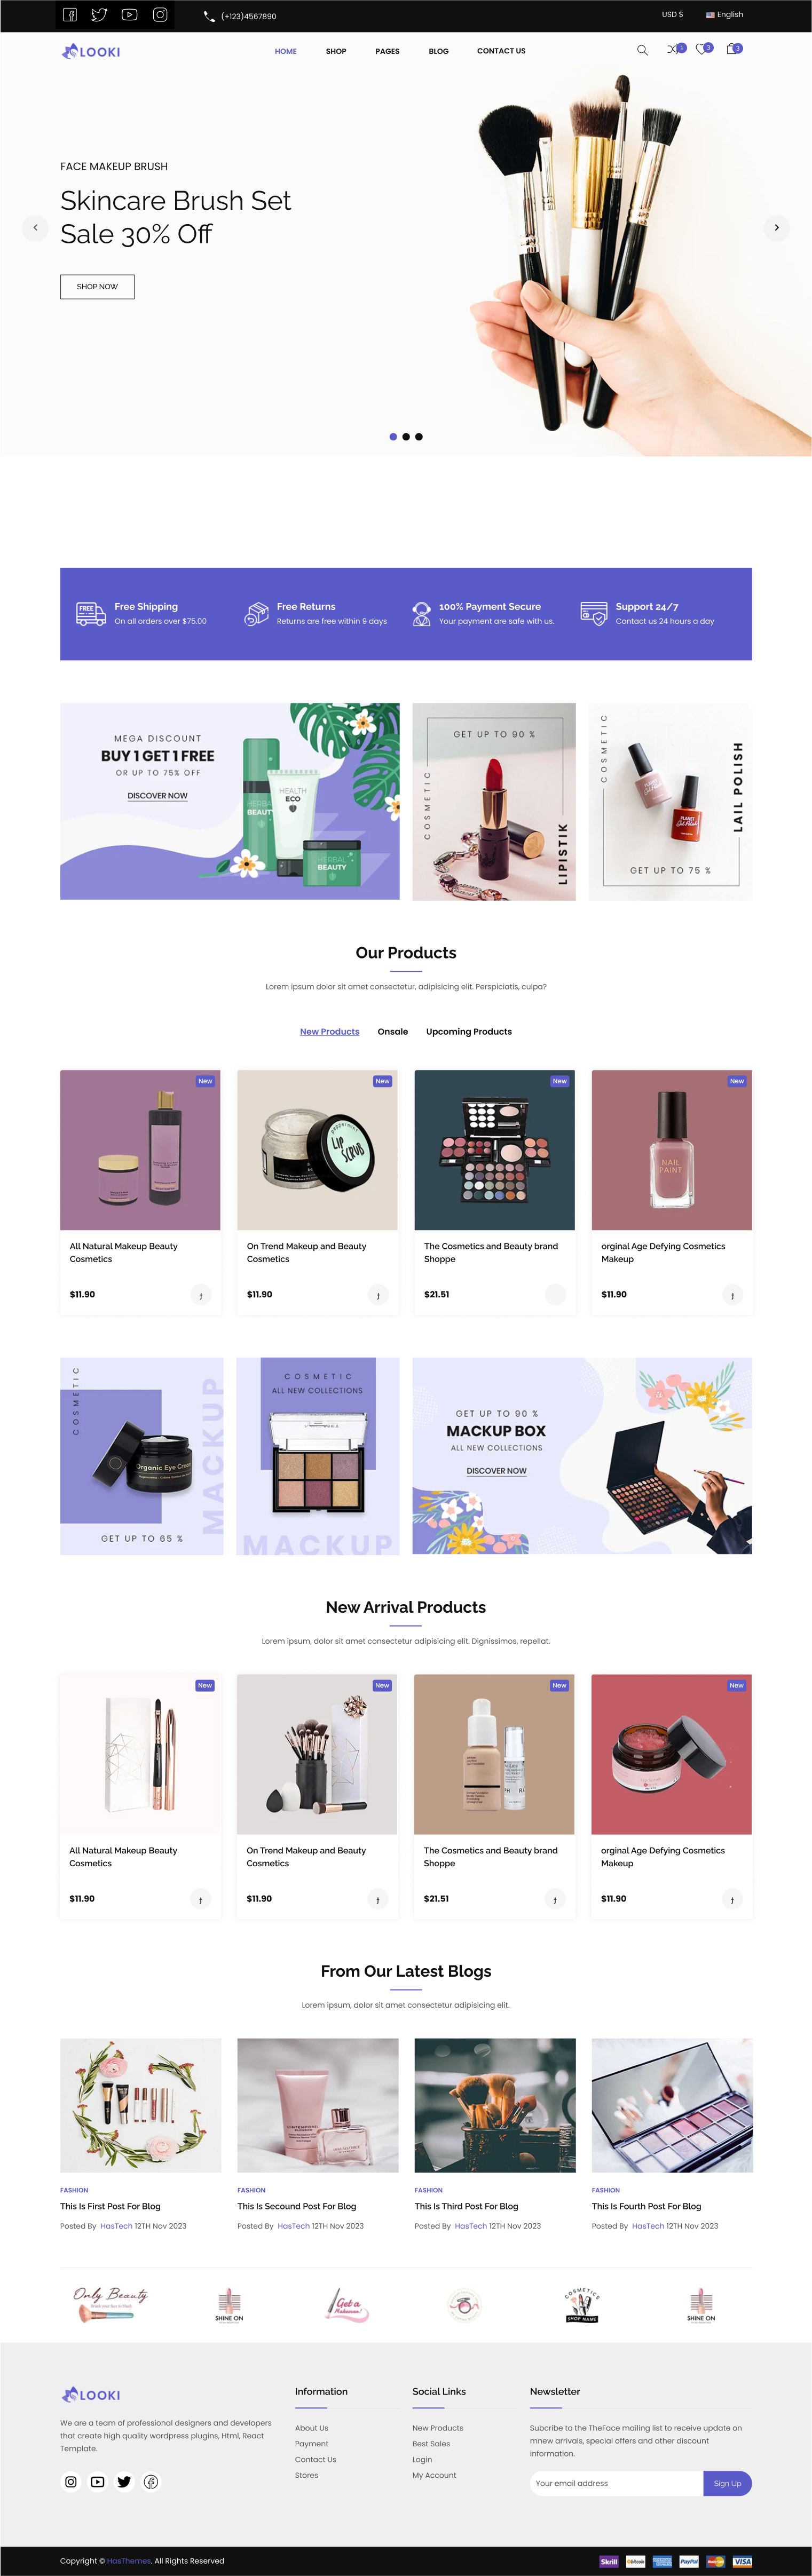 (+123)4567890
USD $
English
LOOKI
HOME
SHOP
PAGES
BLOG
CONTACT US
1
3
3
FACE MAKEUP BRUSH
Skincare Brush Set
Sale 30% Off
SHOP NOW
FREE
Free Shipping
On all orders over $75.00
Free Returns
Returns are free within 9 days
100% Payment Secure
Your payment are safe with us.
Support 24/7
Contact us 24 hours a day
MEGA DISCOUNT
BUY 1 GET 1 FREE
OR UP TO 75% OFF
DISCOVER NOW
HERBAL
BEAUTY
HEALTH
ECO
HERBAL
BEAUTY
GET UP TO 90 %
COSMETIC
LIPISTIK
COSMETIC
LAIL POLISH
GET UP TO 75 %
Our Products
Lorem ipsum dolor sit amet consectetur, adipisicing elit. Perspiciatis, culpa?
New Products
Onsale
Upcoming Products
New
New
New
New
peppermint
LIP
SCRUB
NAIL
PAINT
All Natural Makeup Beauty
Cosmetics
$11.90
On Trend Makeup and Beauty
Cosmetics
$11.90
The Cosmetics and Beauty brand
Shoppe
$21.51
orginal Age Defying Cosmetics
Makeup
$11.90
COSMETIC
Organic Eye Cream
MACKUP
GET UP TO 65 %
COSMETIC
ALL NEW COLLECTIONS
MACKUP
GET UP TO 90 %
MACKUP BOX
ALL NEW COLLECTIONS
DISCOVER NOW
New Arrival Products
Lorem ipsum, dolor sit amet consectetur adipisicing elit. Dignissimos, repellat.
New
New
New
New
All Natural Makeup Beauty
Cosmetics
$11.90
On Trend Makeup and Beauty
Cosmetics
$11.90
The Cosmetics and Beauty brand
Shoppe
$21.51
orginal Age Defying Cosmetics
Makeup
$11.90
From Our Latest Blogs
Lorem ipsum, dolor sit amet consectetur adipisicing elit.
FASHION
This Is First Post For Blog
Posted By HasTech 12TH Nov 2023
FASHION
This Is Secound Post For Blog
Posted By HasTech 12TH Nov 2023
FASHION
This Is Third Post For Blog
Posted By HasTech 12TH Nov 2023
FASHION
This Is Fourth Post For Blog
Posted By HasTech 12TH Nov 2023
Only Beauty
SHINE ON
Get a
Makeover!
COSMETICS
SHOP NAME
SHINE ON
LOOKI
We are a team of professional designers and developers
that create high quality wordpress plugins, Html, React
Template.
Information
About Us
Payment
Contact Us
Stores
Social Links
New Products
Best Sales
Login
My Account
Newsletter
Subcribe to the TheFace mailing list to receive update on
mnew arrivals, special offers and other discount
information.
Your email address
Sign Up
Copyright © HasThemes. All Rights Reserved
Skrill
bitcoin
PayPal
VISA